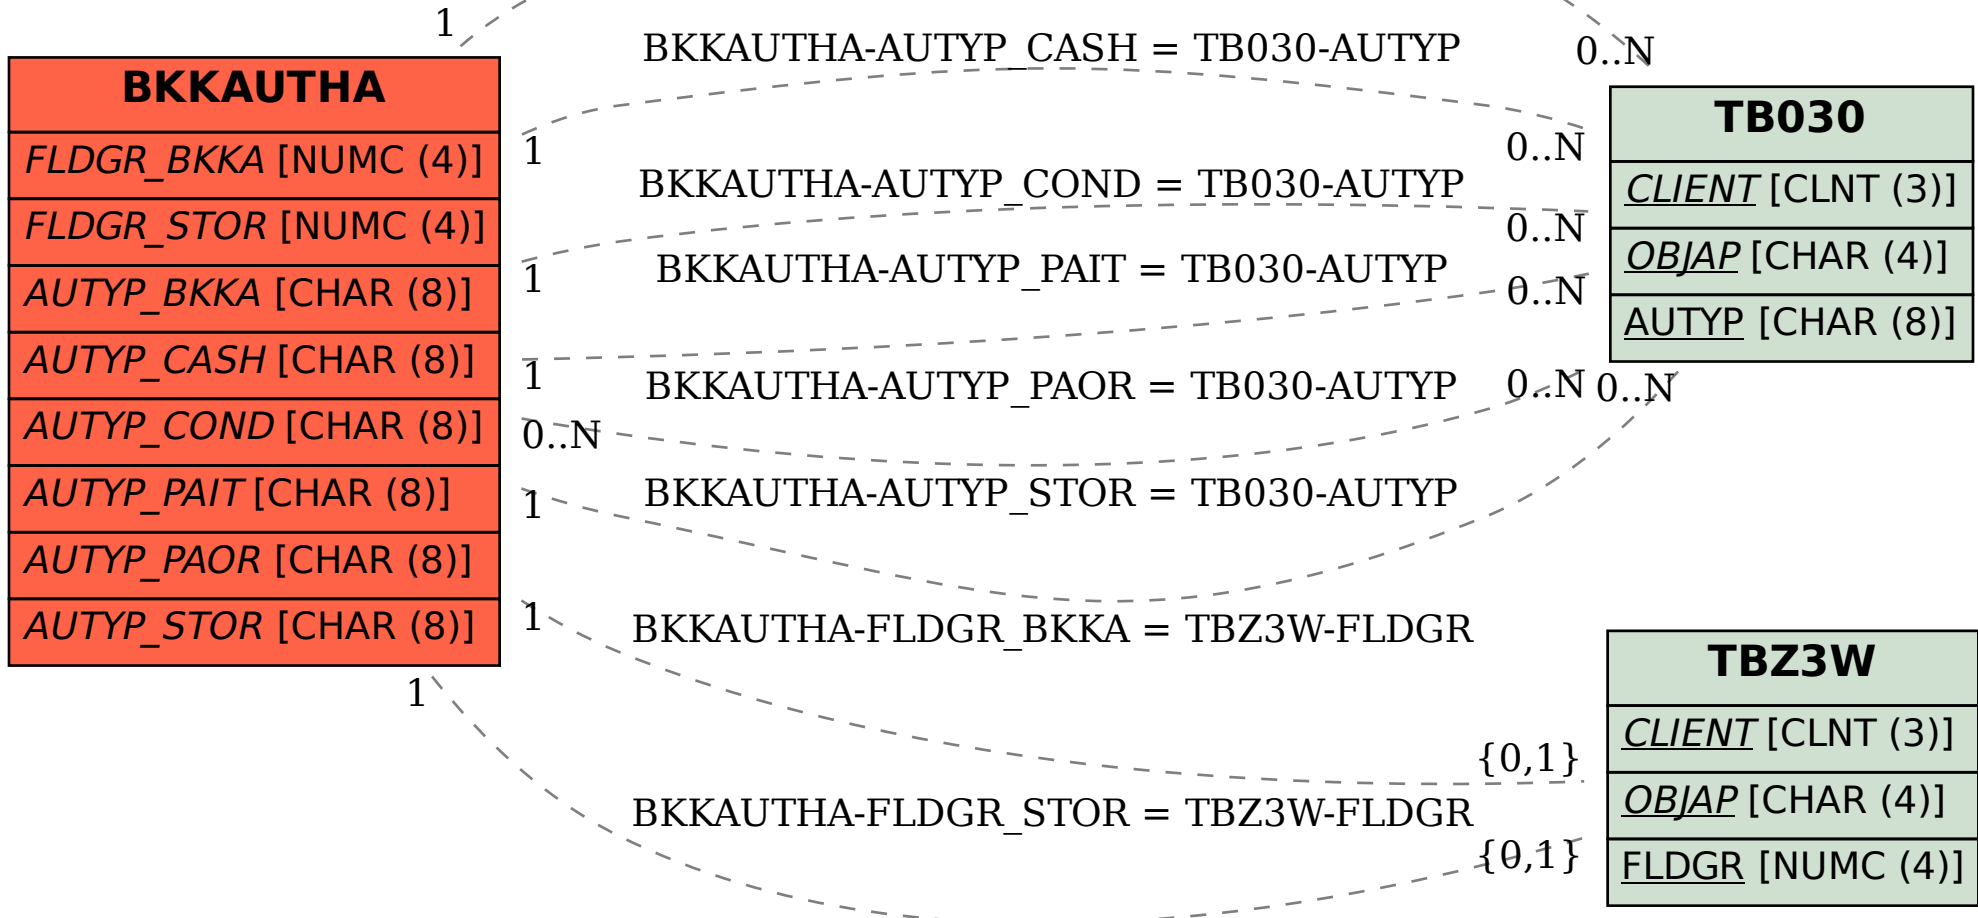 BKKAUTHA
FLDGR_BKKA [NUMC (4)]
FLDGR_STOR [NUMC (4)]
AUTYP_BKKA [CHAR (8)]
AUTYP_CASH [CHAR (8)]
AUTYP_COND [CHAR (8)]
AUTYP_PAIT [CHAR (8)]
AUTYP_PAOR [CHAR (8)]
AUTYP_STOR [CHAR (8)]
1
0..N
BKKAUTHA-AUTYP_CASH = TB030-AUTYP
1
0..N
BKKAUTHA-AUTYP_COND = TB030-AUTYP
1
0..N
BKKAUTHA-AUTYP_PAIT = TB030-AUTYP
1
0..N
BKKAUTHA-AUTYP_PAOR = TB030-AUTYP
0..N
0..N
BKKAUTHA-AUTYP_STOR = TB030-AUTYP
1
0..N
BKKAUTHA-FLDGR_BKKA = TBZ3W-FLDGR
1
{0,1}
BKKAUTHA-FLDGR_STOR = TBZ3W-FLDGR
1
{0,1}
TB030
CLIENT [CLNT (3)]
OBJAP [CHAR (4)]
AUTYP [CHAR (8)]
TBZ3W
CLIENT [CLNT (3)]
OBJAP [CHAR (4)]
FLDGR [NUMC (4)]